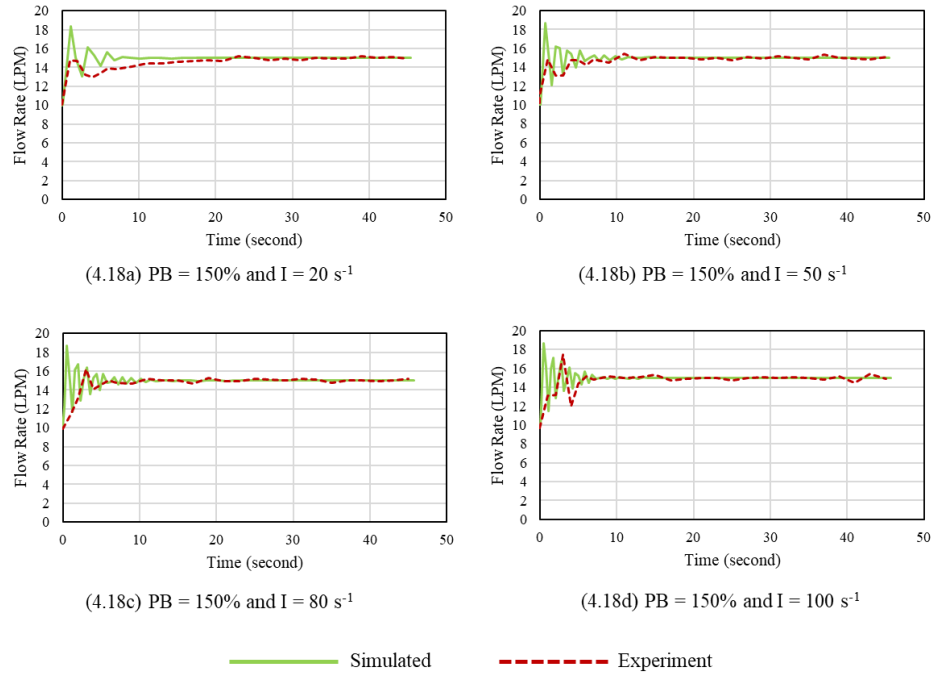 20
18
16
14
12
10
8
6
4
2
0
Flow Rate (LPM)
0 10 20 30 40 50
Time (second)
(4.18a) PB = 150% and I = 20 s⁻¹
20
18
16
14
12
10
8
6
4
2
0
Flow Rate (LPM)
0 10 20 30 40 50
Time (second)
(4.18b) PB = 150% and I = 50 s⁻¹
20
18
16
14
12
10
8
6
4
2
0
Flow Rate (LPM)
0 10 20 30 40 50
Time (second)
(4.18c) PB = 150% and I = 80 s⁻¹
20
18
16
14
12
10
8
6
4
2
0
Flow Rate (LPM)
0 10 20 30 40 50
Time (second)
(4.18d) PB = 150% and I = 100 s⁻¹
Simulated Experiment